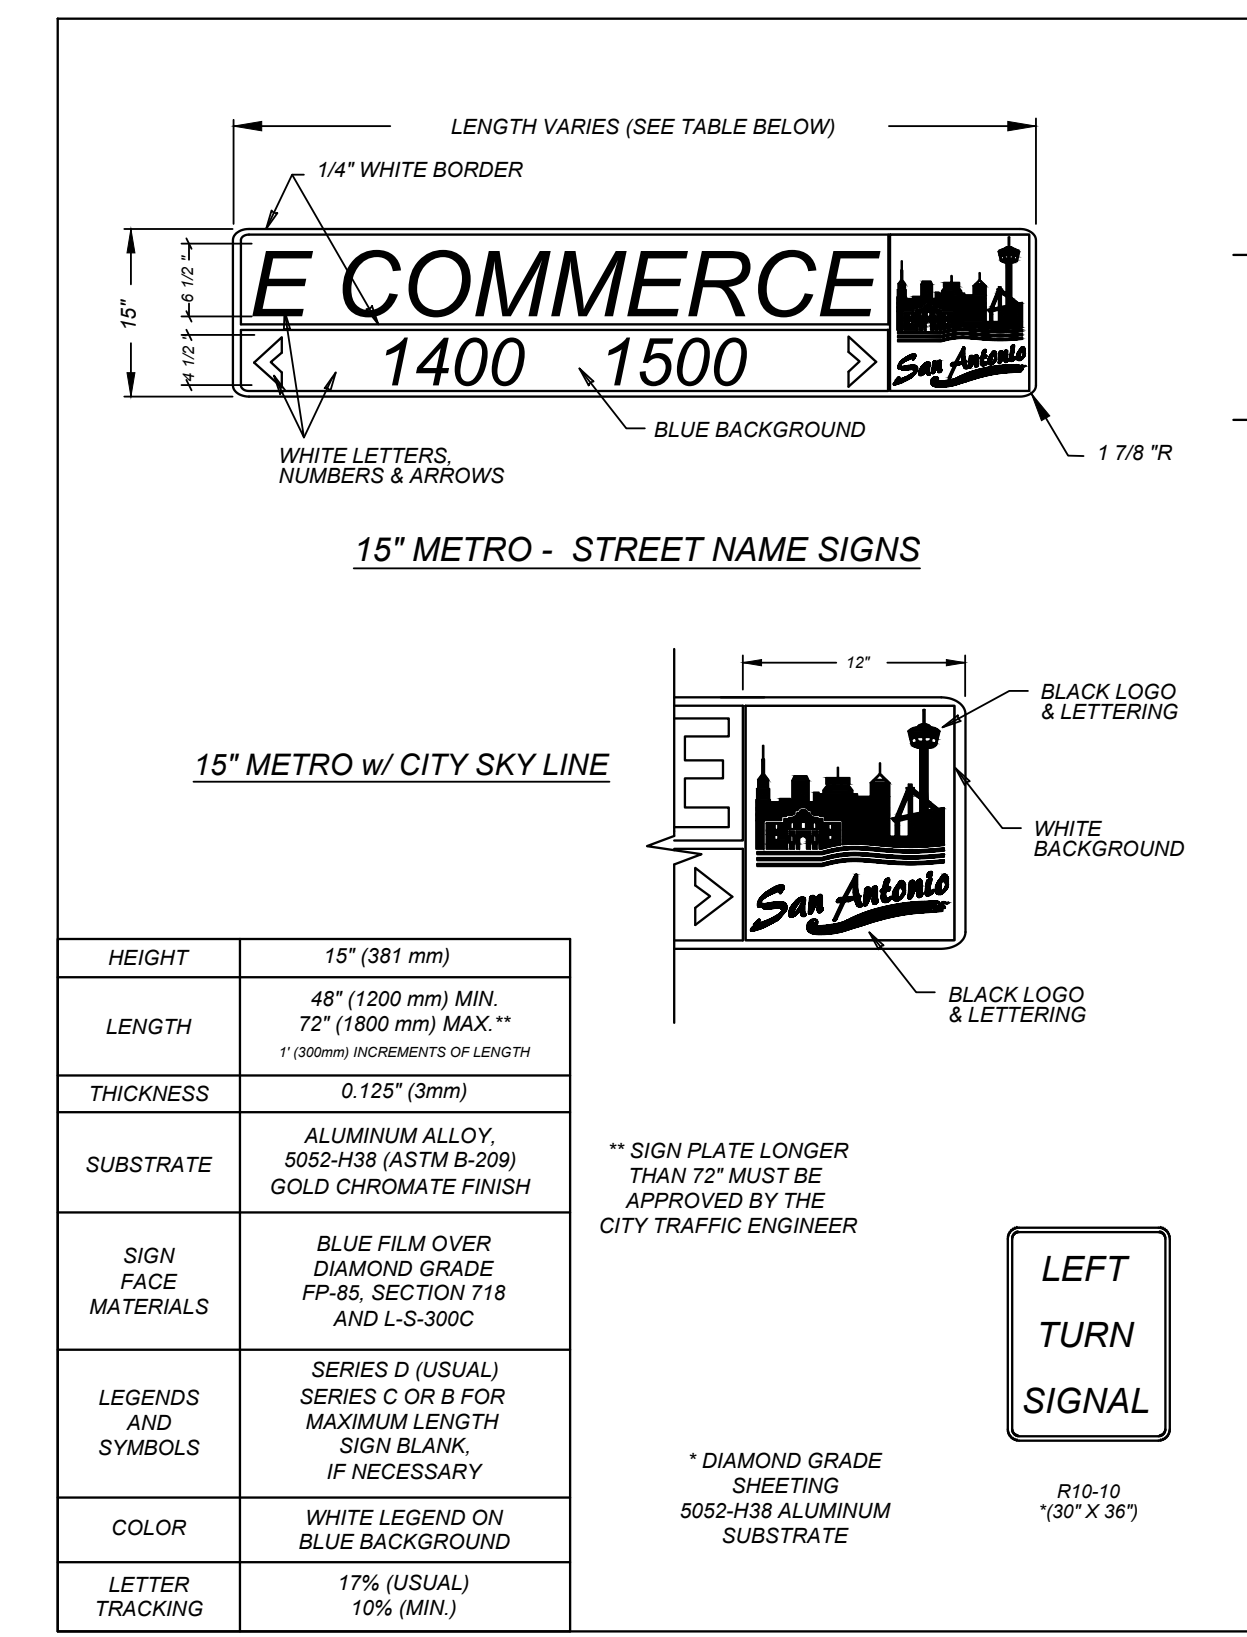 LENGTH VARIES (SEE TABLE BELOW)
1/4" WHITE BORDER
15"
6 1/2 "
4 1/2 "
E COMMERCE
1400 1500
San Antonio
BLUE BACKGROUND
WHITE LETTERS,
NUMBERS & ARROWS
1 7/8 "R
15" METRO - STREET NAME SIGNS
12"
BLACK LOGO
& LETTERING
15" METRO w/ CITY SKY LINE
E
WHITE
BACKGROUND
San Antonio
BLACK LOGO
& LETTERING
HEIGHT
15" (381 mm)
LENGTH
48" (1200 mm) MIN.
72" (1800 mm) MAX.**
1' (300mm) INCREMENTS OF LENGTH
THICKNESS
0.125" (3mm)
SUBSTRATE
ALUMINUM ALLOY,
5052-H38 (ASTM B-209)
GOLD CHROMATE FINISH
SIGN
FACE
MATERIALS
BLUE FILM OVER
DIAMOND GRADE
FP-85, SECTION 718
AND L-S-300C
LEGENDS
AND
SYMBOLS
SERIES D (USUAL)
SERIES C OR B FOR
MAXIMUM LENGTH
SIGN BLANK,
IF NECESSARY
COLOR
WHITE LEGEND ON
BLUE BACKGROUND
LETTER
TRACKING
17% (USUAL)
10% (MIN.)
** SIGN PLATE LONGER
THAN 72" MUST BE
APPROVED BY THE
CITY TRAFFIC ENGINEER
* DIAMOND GRADE
SHEETING
5052-H38 ALUMINUM
SUBSTRATE
LEFT
TURN
SIGNAL
R10-10
*(30" X 36")